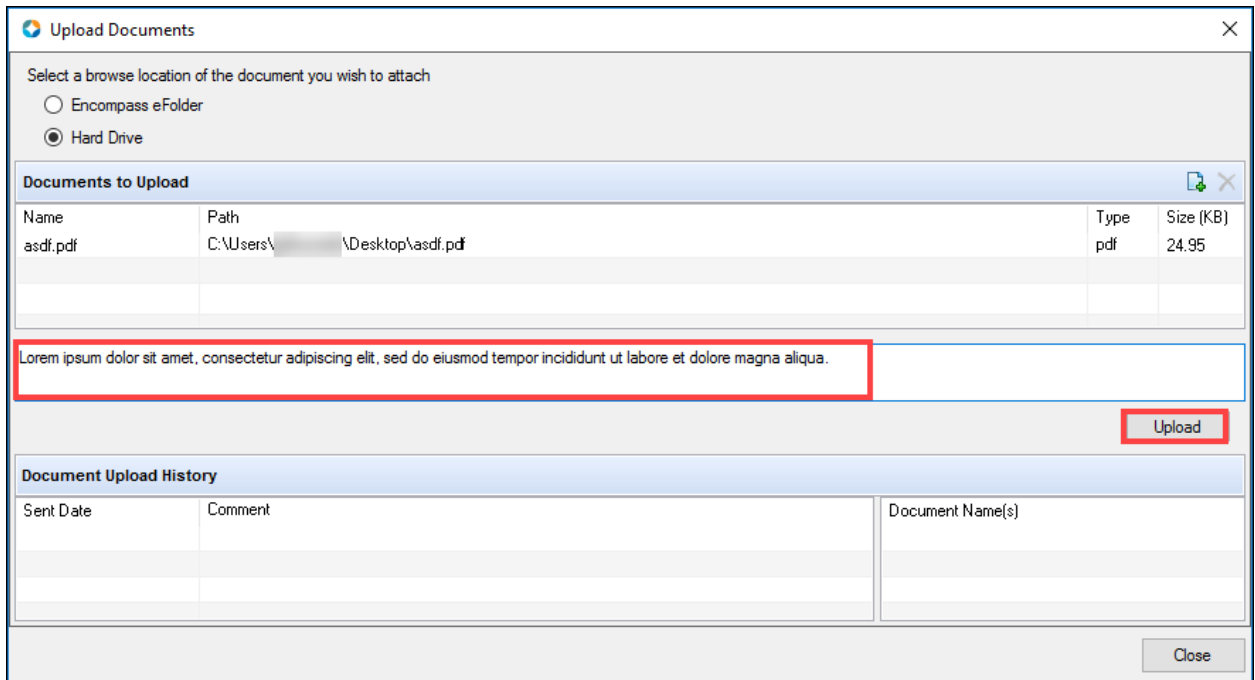 Upload Documents
Select a browse location of the document you wish to attach
Encompass eFolder
Hard Drive
Documents to Upload
Name Path Type Size (KB)
asdf.pdf C:\Users\ \Desktop\asdf.pdf pdf 24.95
Lorem ipsum dolor sit amet, consectetur adipiscing elit, sed do eiusmod tempor incididunt ut labore et dolore magna aliqua.
Upload
Document Upload History
Sent Date Comment Document Name(s)
Close